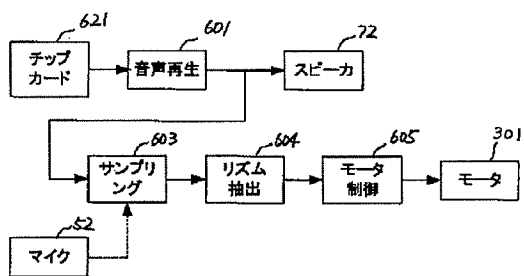 621
601
72
チップ
カード
音声再生
スピーカ
603
604
605
301
サンプリ
ング
リズム
抽出
モータ
制御
モータ
52
マイク